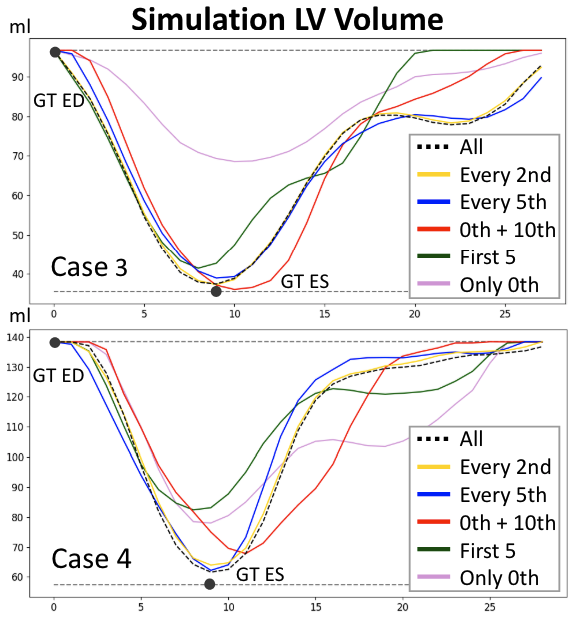 Simulation LV Volume
ml
90
80
70
60
50
40
0
5
10
15
20
25
GT ED
GT ES
Case 3
All
Every 2nd
Every 5th
0th + 10th
First 5
Only 0th
ml
140
130
120
110
100
90
80
70
60
0
5
10
15
20
25
GT ED
GT ES
Case 4
All
Every 2nd
Every 5th
0th + 10th
First 5
Only 0th